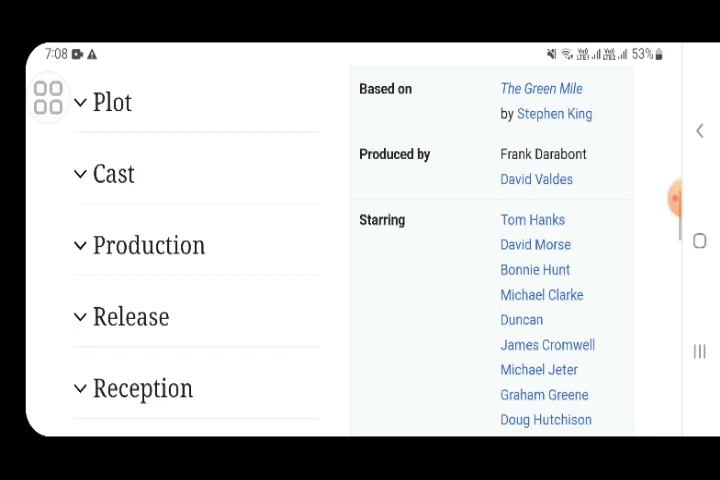 7:08
VoLTE1 VoLTE2 53%
Plot
Cast
Production
Release
Reception
Based on
The Green Mile
by Stephen King
Produced by
Frank Darabont
David Valdes
Starring
Tom Hanks
David Morse
Bonnie Hunt
Michael Clarke
Duncan
James Cromwell
Michael Jeter
Graham Greene
Doug Hutchison